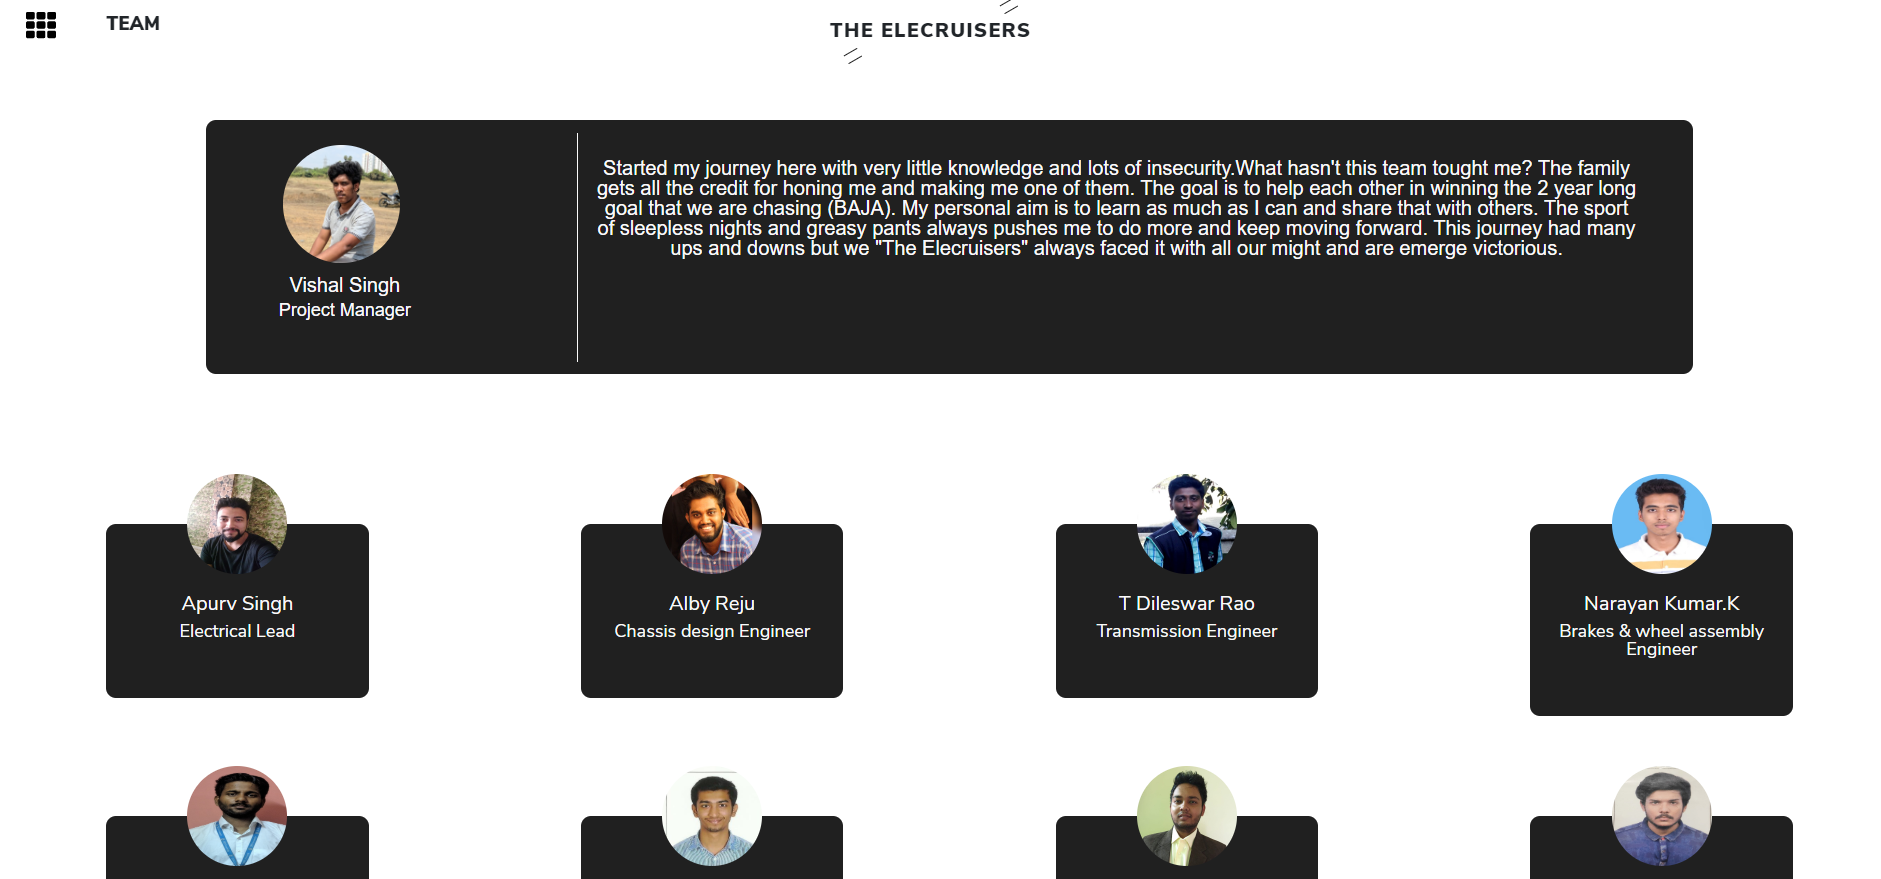 TEAM
THE ELECRUISERS
Started my journey here with very little knowledge and lots of insecurity.What hasn't this team tought me? The family
gets all the credit for honing me and making me one of them. The goal is to help each other in winning the 2 year long
goal that we are chasing (BAJA). My personal aim is to learn as much as I can and share that with others. The sport
of sleepless nights and greasy pants always pushes me to do more and keep moving forward. This journey had many
ups and downs but we "The Elecruisers" always faced it with all our might and are emerge victorious.
Vishal Singh
Project Manager
Apurv Singh
Electrical Lead
Alby Reju
Chassis design Engineer
T Dileswar Rao
Transmission Engineer
Narayan Kumar.K
Brakes & wheel assembly
Engineer